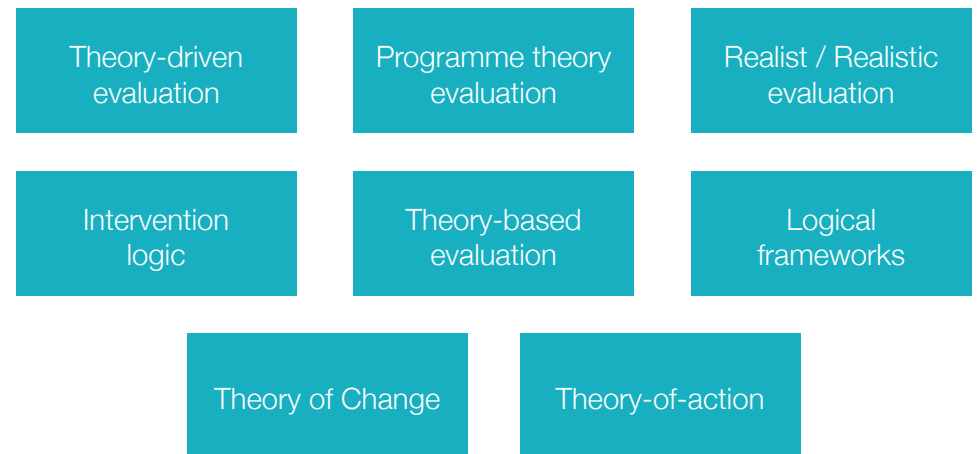 Theory-driven
evaluation
Programme theory
evaluation
Realist / Realistic
evaluation
Intervention
logic
Theory-based
evaluation
Logical
frameworks
Theory of Change
Theory-of-action